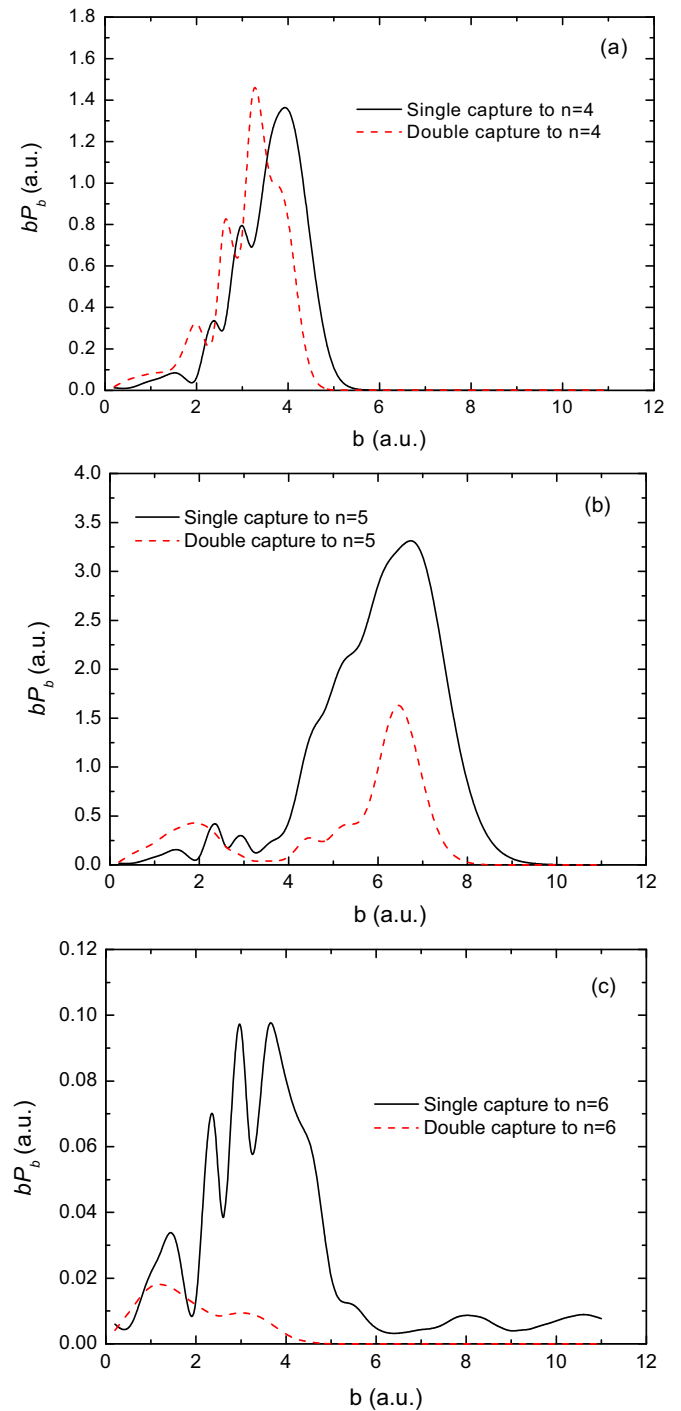 1.8
(a)
1.6
1.4
Single capture to n=4
Double capture to n=4
1.2
1.0
bP_b (a.u.)
0.8
0.6
0.4
0.2
0.0
0 2 4 6 8 10 12
b (a.u.)
4.0
(b)
3.5
Single capture to n=5
Double capture to n=5
3.0
2.5
bP_b (a.u.)
2.0
1.5
1.0
0.5
0.0
0 2 4 6 8 10 12
b (a.u.)
0.12
(c)
0.10
0.08
Single capture to n=6
Double capture to n=6
bP_b (a.u.)
0.06
0.04
0.02
0.00
0 2 4 6 8 10 12
b (a.u.)